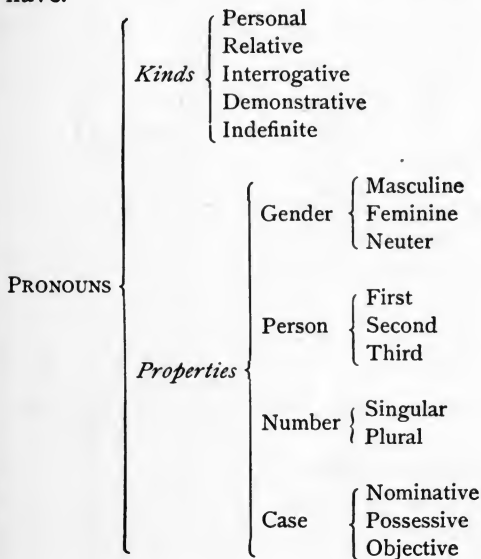 have.
Personal
Relative
Kinds Interrogative
Demonstrative
Indefinite
Masculine
Gender Feminine
Neuter
PRONOUNS
First
Person Second
Third
Properties
Singular
Number
Plural
Nominative
Case Possessive
Objective